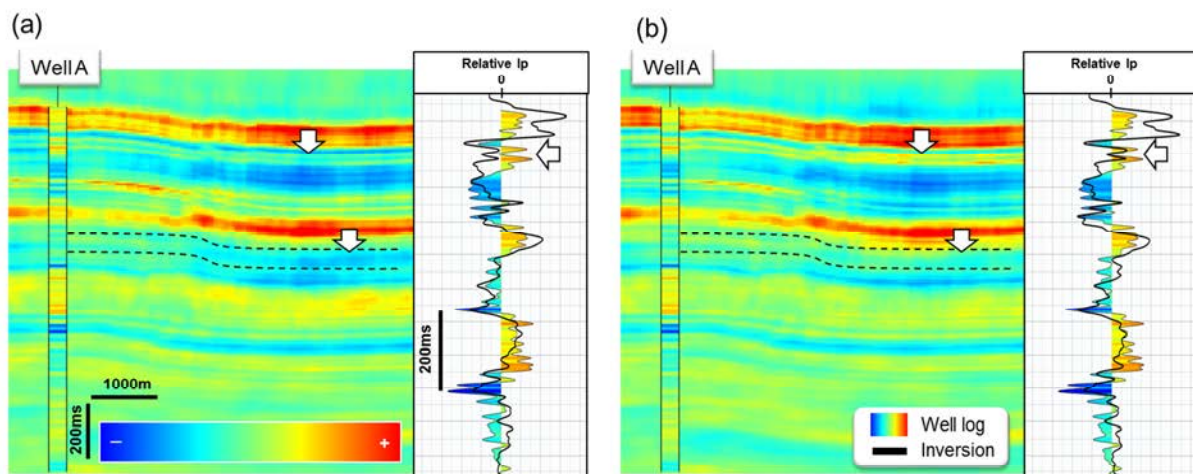 (a)
Well A
Relative Ip
0
200ms
1000m
200ms
− +
(b)
Well A
Relative Ip
0
Well log
Inversion